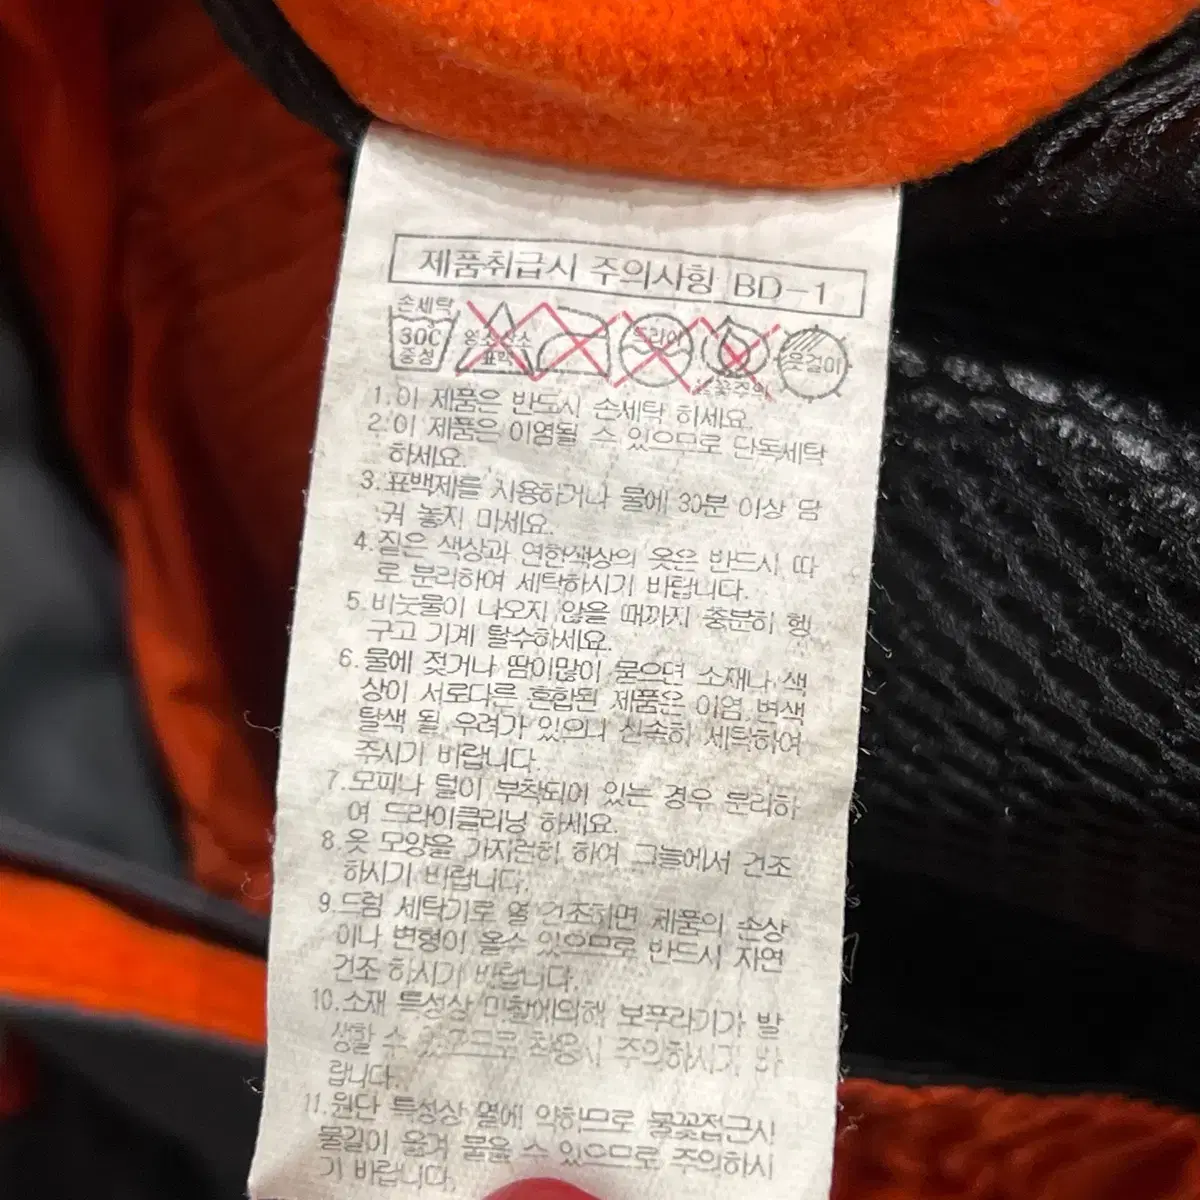 제품취급시 주의사항 BD-1
손세탁
30C
중성
염소산소
표백
드라이
불꽃주의
옷걸이
1.이 제품은 반드시 손세탁 하세요.
2.이 제품은 이염될 수 있으므로 단독세탁
하세요.
3.표백제를 사용하거나 물에 30분 이상 담
궈 놓지 마세요.
4.짙은 색상과 연한색상의 옷은 반드시 따
로 분리하여 세탁하시기 바랍니다.
5.비눗물이 나오지 않을 때까지 충분히 헹
구고 기계 탈수하세요.
6.물에 젖거나 땀이많이 묻으면 소재나, 색
상이 서로다른 혼합된 제품은 이염, 변색
탈색 될 우려가 있으니 신속히 세탁하여
주시기 바랍니다.
7.모피나 털이 부착되어 있는 경우 분리하
여 드라이클리닝 하세요.
8.옷 모양을 가지런히 하여 그늘에서 건조
하시기 바랍니다.
9.드럼 세탁기로 열 건조하면 제품의 손상
이나 변형이 올수 있으므로 반드시 자연
건조 하시기 바랍니다.
10.소재 특성상 마찰에의해 보푸라기가 발
생할 수 있으므로 착용시 주의하시기 바
랍니다.
11.원단 특성상 열에 약하므로 불꽃접근시
불길이 옮겨 붙을 수 있으므로 주의하시
기 바랍니다.